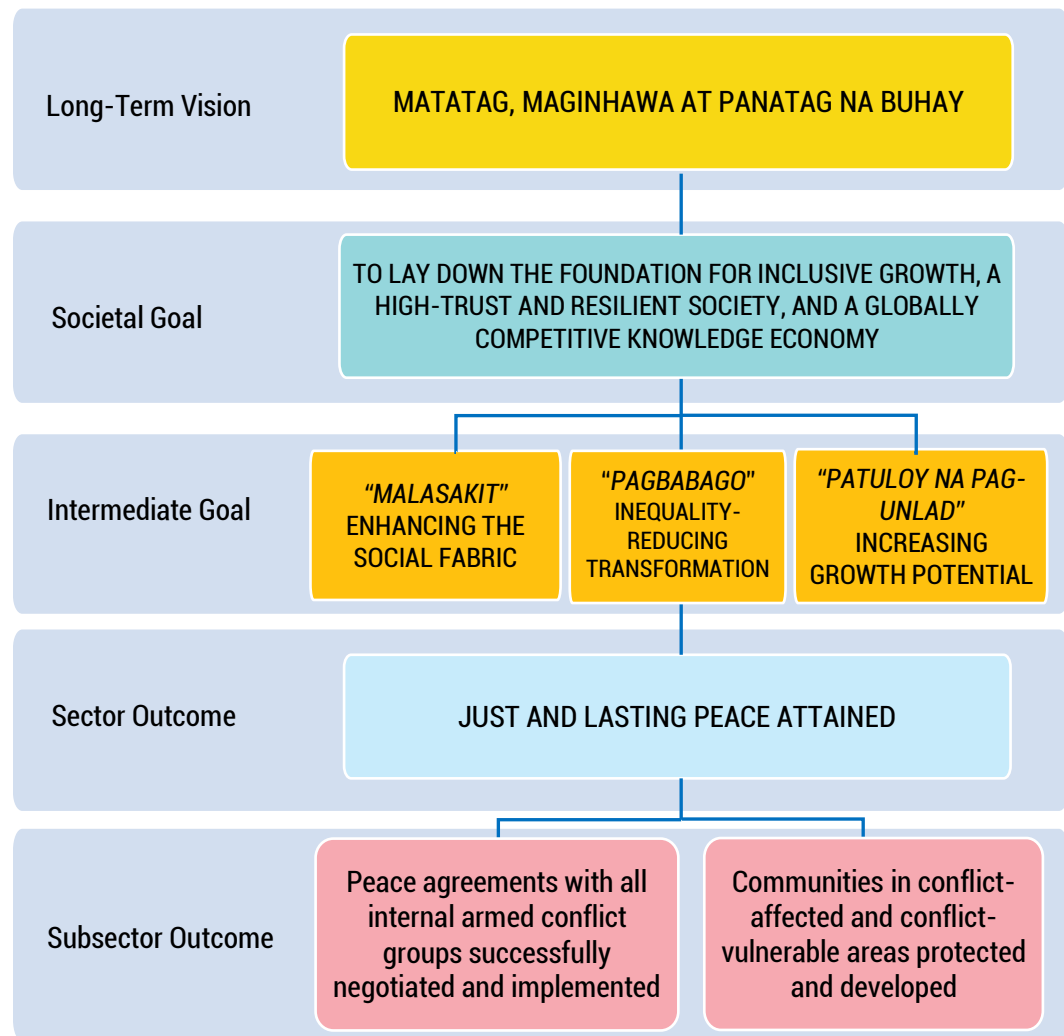 Long-Term Vision
MATATAG, MAGINHAWA AT PANATAG NA BUHAY
Societal Goal
TO LAY DOWN THE FOUNDATION FOR INCLUSIVE GROWTH, A
HIGH-TRUST AND RESILIENT SOCIETY, AND A GLOBALLY
COMPETITIVE KNOWLEDGE ECONOMY
Intermediate Goal
“MALASAKIT”
ENHANCING THE
SOCIAL FABRIC
“PAGBABAGO”
INEQUALITY-
REDUCING
TRANSFORMATION
“PATULOY NA PAG-
UNLAD”
INCREASING
GROWTH POTENTIAL
Sector Outcome
JUST AND LASTING PEACE ATTAINED
Subsector Outcome
Peace agreements with all
internal armed conflict
groups successfully
negotiated and implemented
Communities in conflict-
affected and conflict-
vulnerable areas protected
and developed